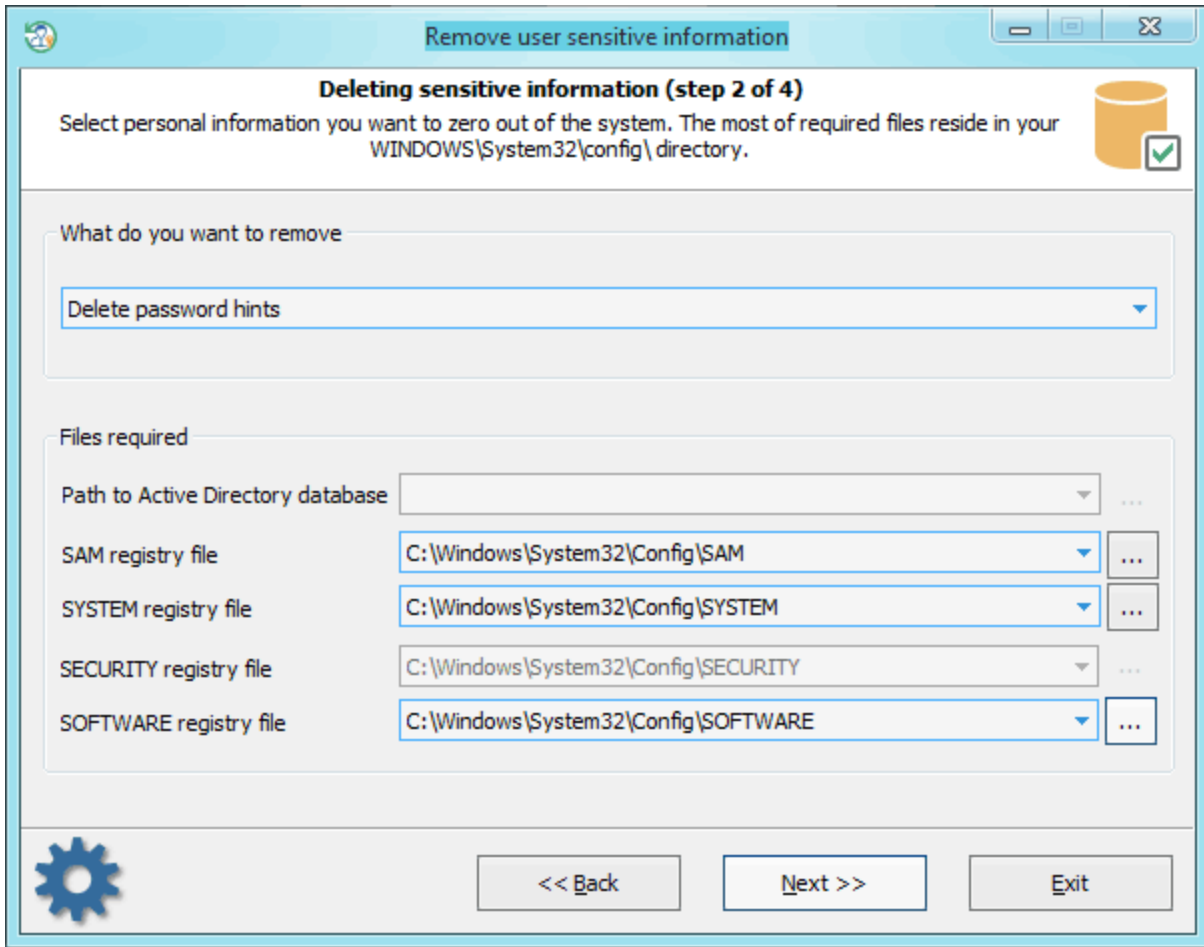 Remove user sensitive information
Deleting sensitive information (step 2 of 4)
Select personal information you want to zero out of the system. The most of required files reside in your
WINDOWS\System32\config\ directory.
What do you want to remove
Delete password hints
Files required
Path to Active Directory database
...
SAM registry file
C:\Windows\System32\Config\SAM
...
SYSTEM registry file
C:\Windows\System32\Config\SYSTEM
...
SECURITY registry file
C:\Windows\System32\Config\SECURITY
...
SOFTWARE registry file
C:\Windows\System32\Config\SOFTWARE
...
<< Back
Next >>
Exit